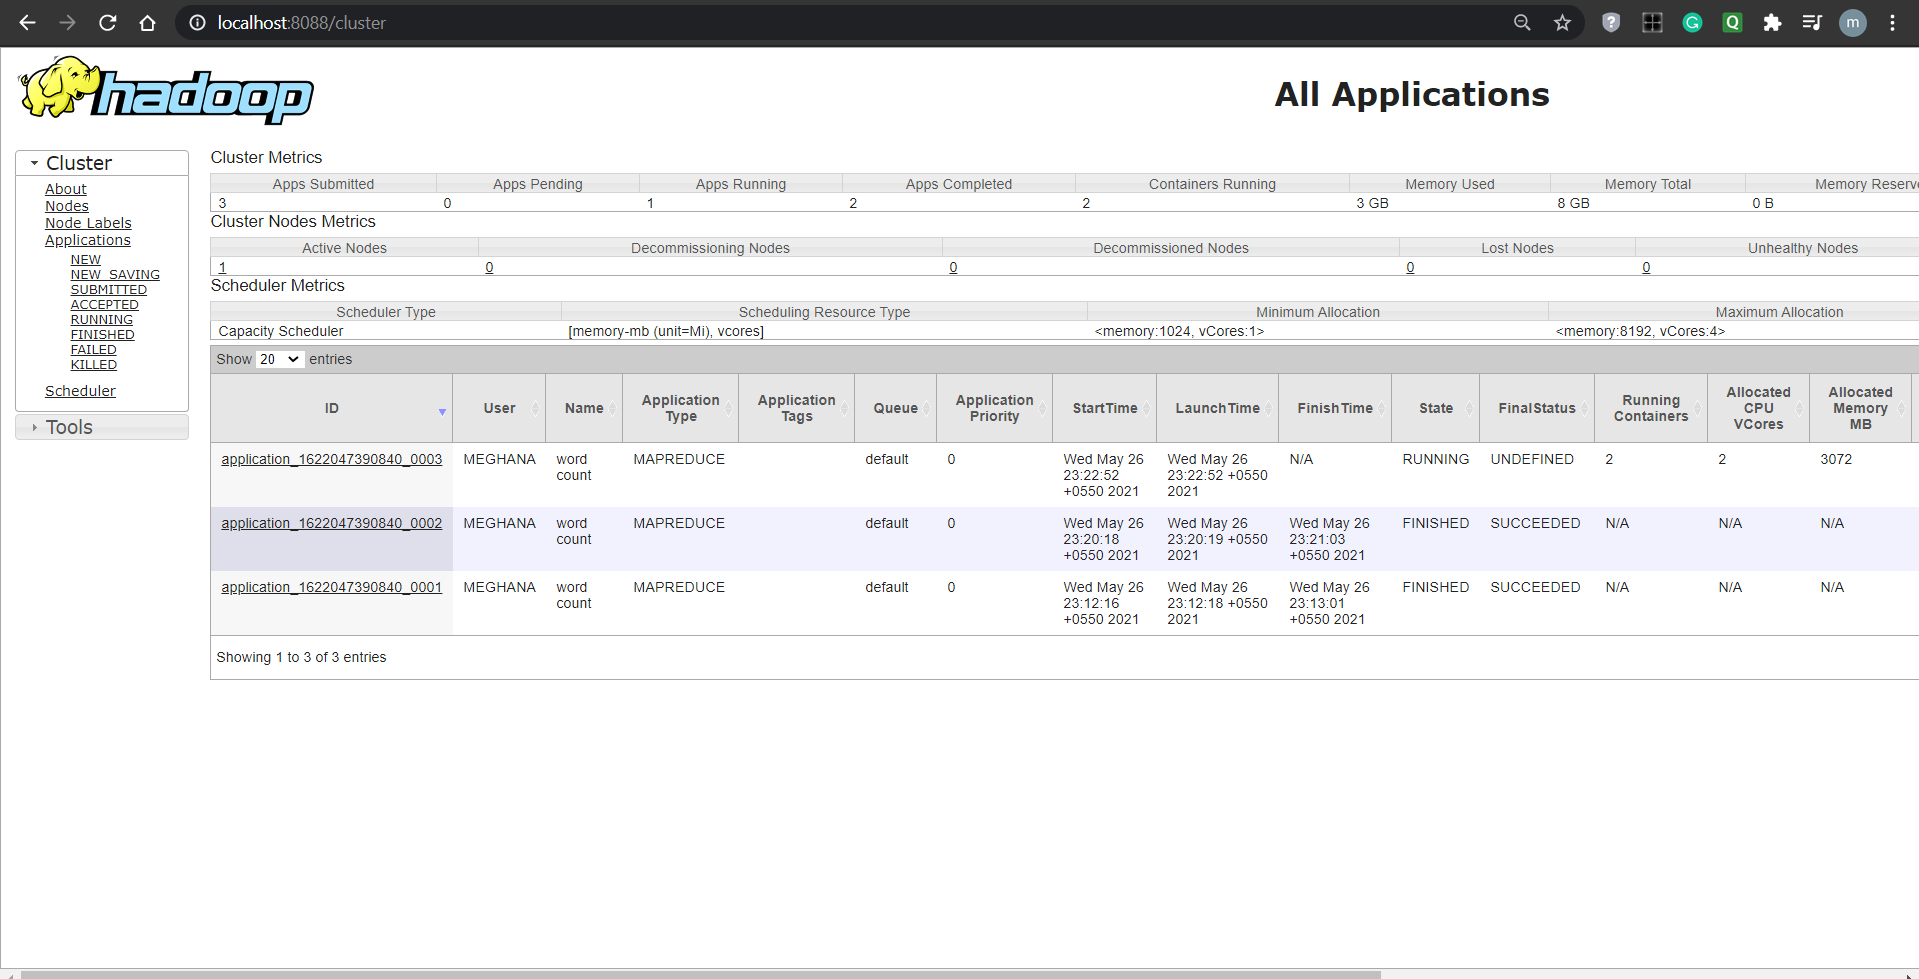 localhost:8088/cluster
m
hadoop
All Applications
Cluster
About
Nodes
Node Labels
Applications
NEW
NEW_SAVING
SUBMITTED
ACCEPTED
RUNNING
FINISHED
FAILED
KILLED
Scheduler
Tools
Cluster Metrics
Apps Submitted Apps Pending Apps Running Apps Completed Containers Running Memory Used Memory Total Memory Reserve
3 0 1 2 2 3 GB 8 GB 0 B
Cluster Nodes Metrics
Active Nodes Decommissioning Nodes Decommissioned Nodes Lost Nodes Unhealthy Nodes
1 0 0 0 0
Scheduler Metrics
Scheduler Type Scheduling Resource Type Minimum Allocation Maximum Allocation
Capacity Scheduler [memory-mb (unit=Mi), vcores] <memory:1024, vCores:1> <memory:8192, vCores:4>
Show 20 entries
ID User Name Application Type Application Tags Queue Application Priority StartTime LaunchTime FinishTime State FinalStatus Running Containers Allocated CPU VCores Allocated Memory MB
application_1622047390840_0003 MEGHANA word count MAPREDUCE default 0 Wed May 26 23:22:52 +0550 2021 Wed May 26 23:22:52 +0550 2021 N/A RUNNING UNDEFINED 2 2 3072
application_1622047390840_0002 MEGHANA word count MAPREDUCE default 0 Wed May 26 23:20:18 +0550 2021 Wed May 26 23:20:19 +0550 2021 Wed May 26 23:21:03 +0550 2021 FINISHED SUCCEEDED N/A N/A N/A
application_1622047390840_0001 MEGHANA word count MAPREDUCE default 0 Wed May 26 23:12:16 +0550 2021 Wed May 26 23:12:18 +0550 2021 Wed May 26 23:13:01 +0550 2021 FINISHED SUCCEEDED N/A N/A N/A
Showing 1 to 3 of 3 entries